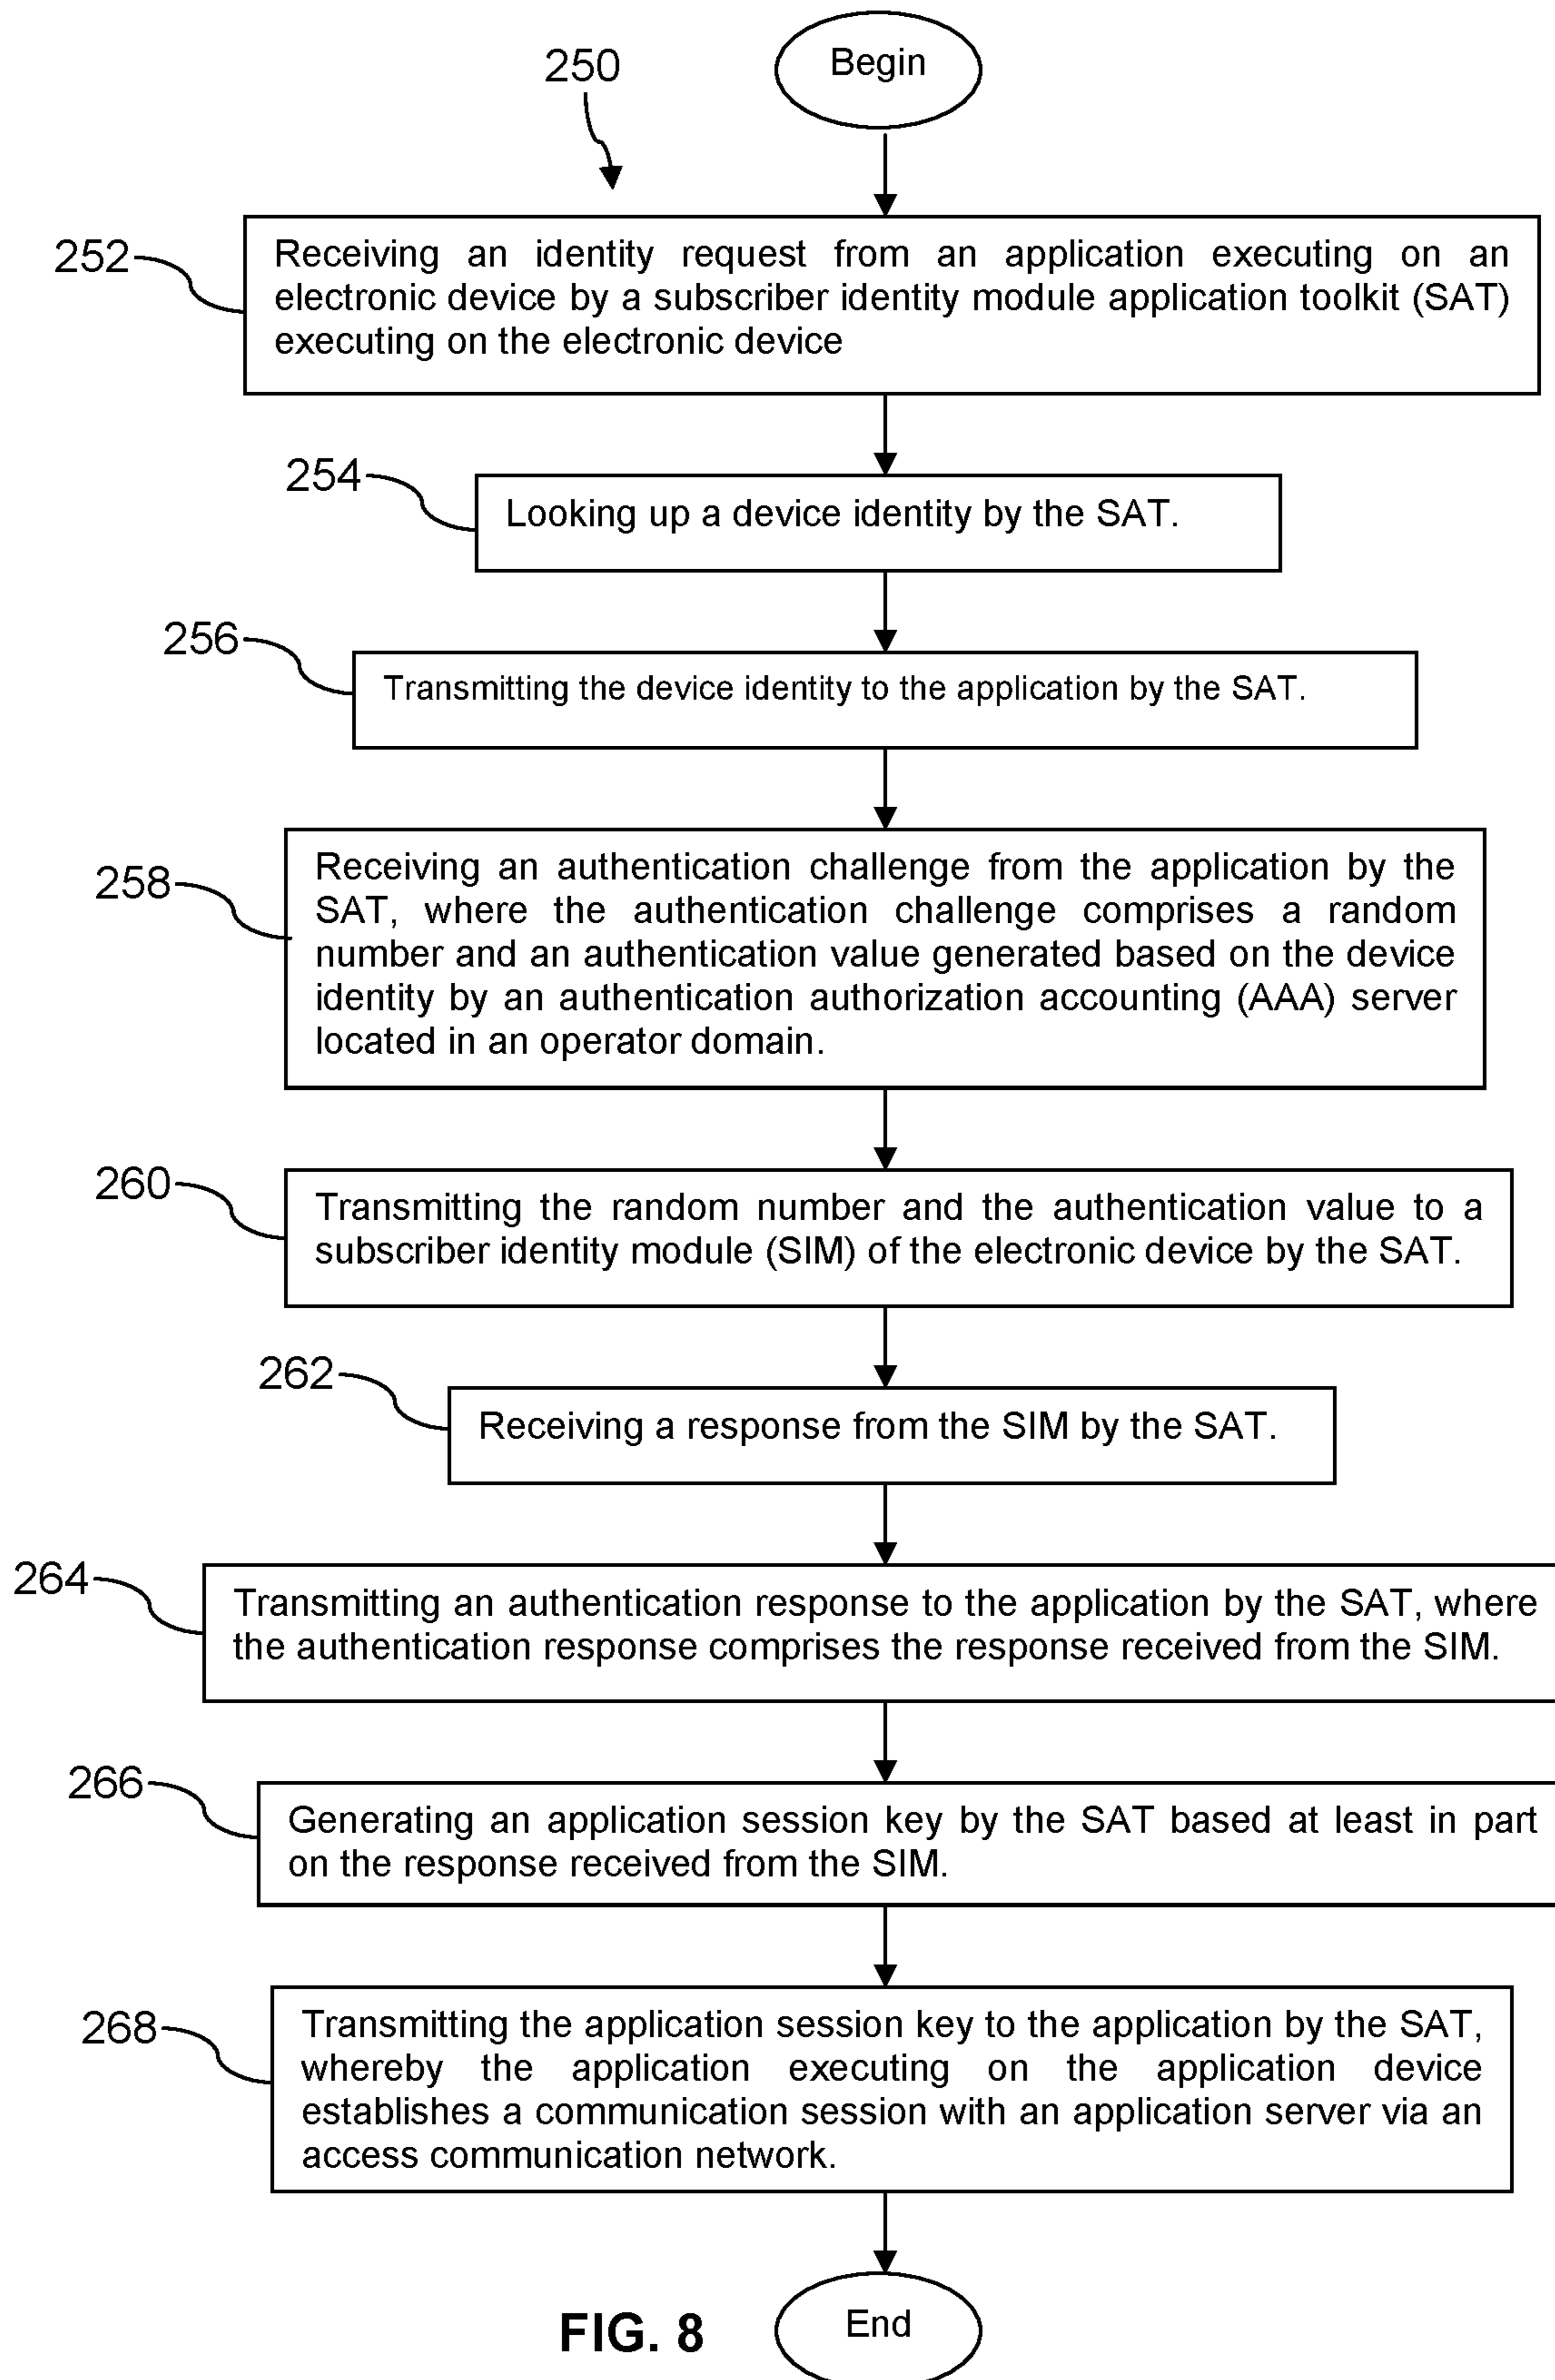 250
Begin
252
Receiving an identity request from an application executing on an
electronic device by a subscriber identity module application toolkit (SAT)
executing on the electronic device
254
Looking up a device identity by the SAT.
256
Transmitting the device identity to the application by the SAT.
258
Receiving an authentication challenge from the application by the
SAT, where the authentication challenge comprises a random
number and an authentication value generated based on the device
identity by an authentication authorization accounting (AAA) server
located in an operator domain.
260
Transmitting the random number and the authentication value to a
subscriber identity module (SIM) of the electronic device by the SAT.
262
Receiving a response from the SIM by the SAT.
264
Transmitting an authentication response to the application by the SAT, where
the authentication response comprises the response received from the SIM.
266
Generating an application session key by the SAT based at least in part
on the response received from the SIM.
268
Transmitting the application session key to the application by the SAT,
whereby the application executing on the application device
establishes a communication session with an application server via an
access communication network.
FIG. 8
End